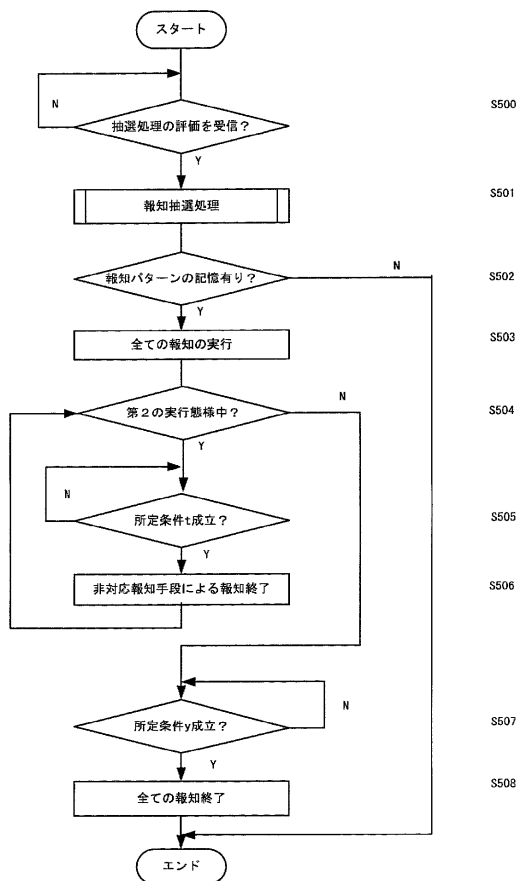 スタート
N
抽選処理の評価を受信？
S500
Y
報知抽選処理
S501
N
報知パターンの記憶有り？
S502
Y
全ての報知の実行
S503
N
第２の実行態様中？
S504
Y
N
所定条件t成立？
S505
Y
非対応報知手段による報知終了
S506
N
所定条件y成立？
S507
Y
全ての報知終了
S508
エンド